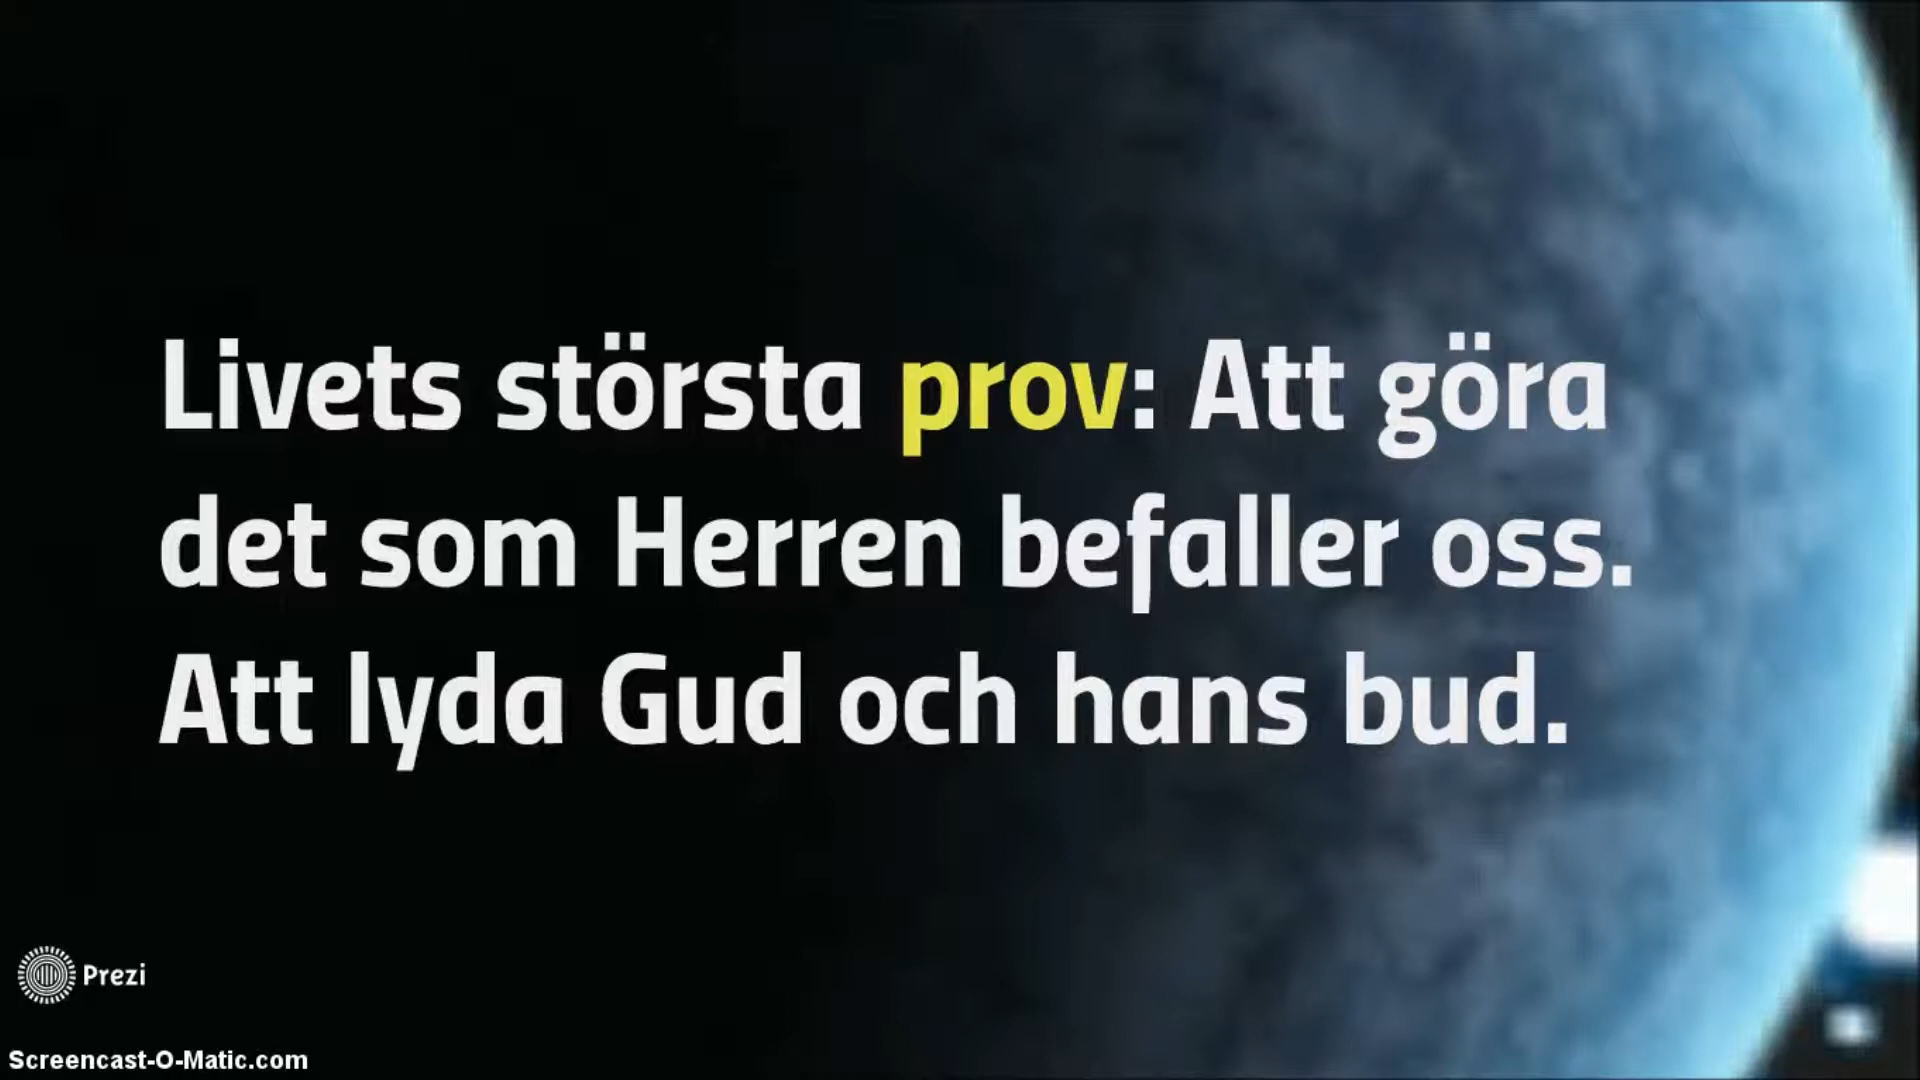 Livets största prov: Att göra
det som Herren befaller oss.
Att lyda Gud och hans bud.
Prezi
Screencast-O-Matic.com